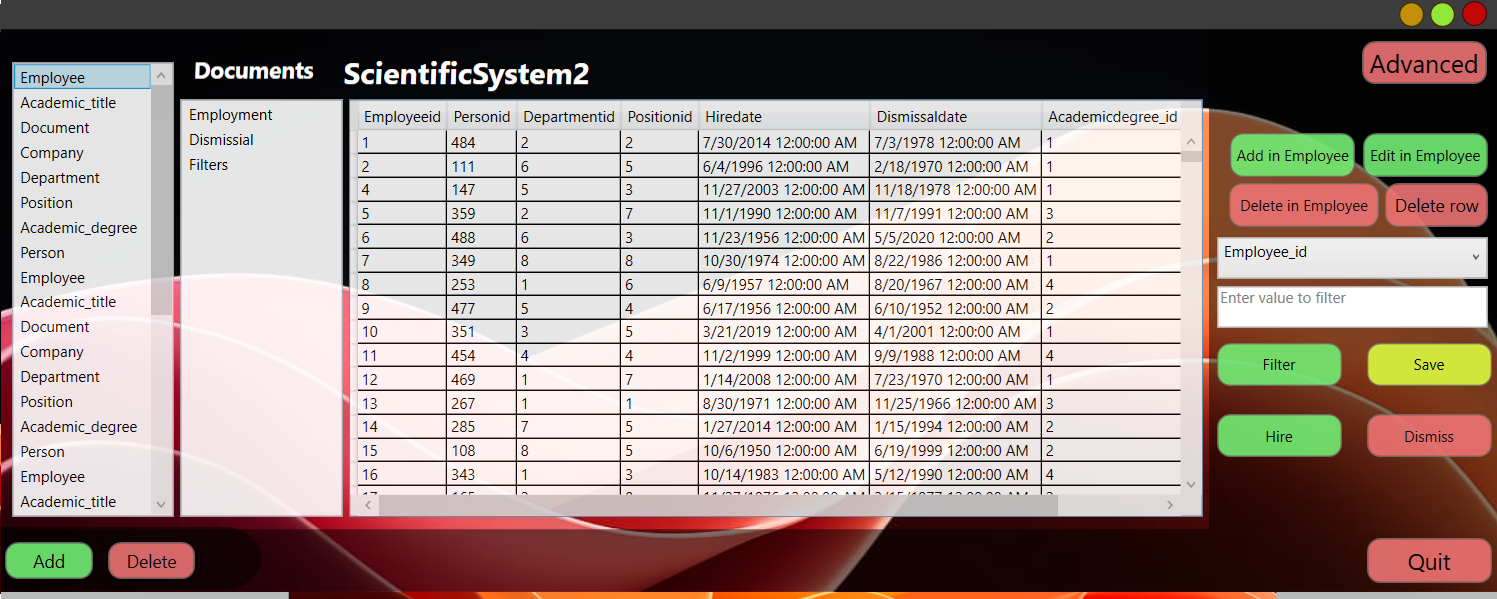 Advanced
Documents
ScientificSystem2
Employee
Academic_title
Document
Company
Department
Position
Academic_degree
Person
Employee
Academic_title
Document
Company
Department
Position
Academic_degree
Person
Employee
Academic_title
Employment
Dismissial
Filters
Employeeid Personid Departmentid Positionid Hiredate Dismissaldate Academicdegree_id
1 484 2 2 7/30/2014 12:00:00 AM 7/3/1978 12:00:00 AM 1
2 111 6 5 6/4/1996 12:00:00 AM 2/18/1970 12:00:00 AM 1
4 147 5 3 11/27/2003 12:00:00 AM 11/18/1978 12:00:00 AM 1
5 359 2 7 11/1/1990 12:00:00 AM 11/7/1991 12:00:00 AM 3
6 488 6 3 11/23/1956 12:00:00 AM 5/5/2020 12:00:00 AM 2
7 349 8 8 10/30/1974 12:00:00 AM 8/22/1986 12:00:00 AM 1
8 253 1 6 6/9/1957 12:00:00 AM 8/20/1967 12:00:00 AM 4
9 477 5 4 6/17/1956 12:00:00 AM 6/10/1952 12:00:00 AM 2
10 351 3 5 3/21/2019 12:00:00 AM 4/1/2001 12:00:00 AM 1
11 454 4 4 11/2/1999 12:00:00 AM 9/9/1988 12:00:00 AM 4
12 469 1 7 1/14/2008 12:00:00 AM 7/23/1970 12:00:00 AM 1
13 267 1 1 8/30/1971 12:00:00 AM 11/25/1966 12:00:00 AM 3
14 285 7 5 1/27/2014 12:00:00 AM 1/15/1994 12:00:00 AM 2
15 108 8 5 10/6/1950 12:00:00 AM 6/19/1999 12:00:00 AM 2
16 343 1 3 10/14/1983 12:00:00 AM 5/12/1990 12:00:00 AM 4
Add in Employee
Edit in Employee
Delete in Employee
Delete row
Employee_id
Enter value to filter
Filter
Save
Hire
Dismiss
Add
Delete
Quit